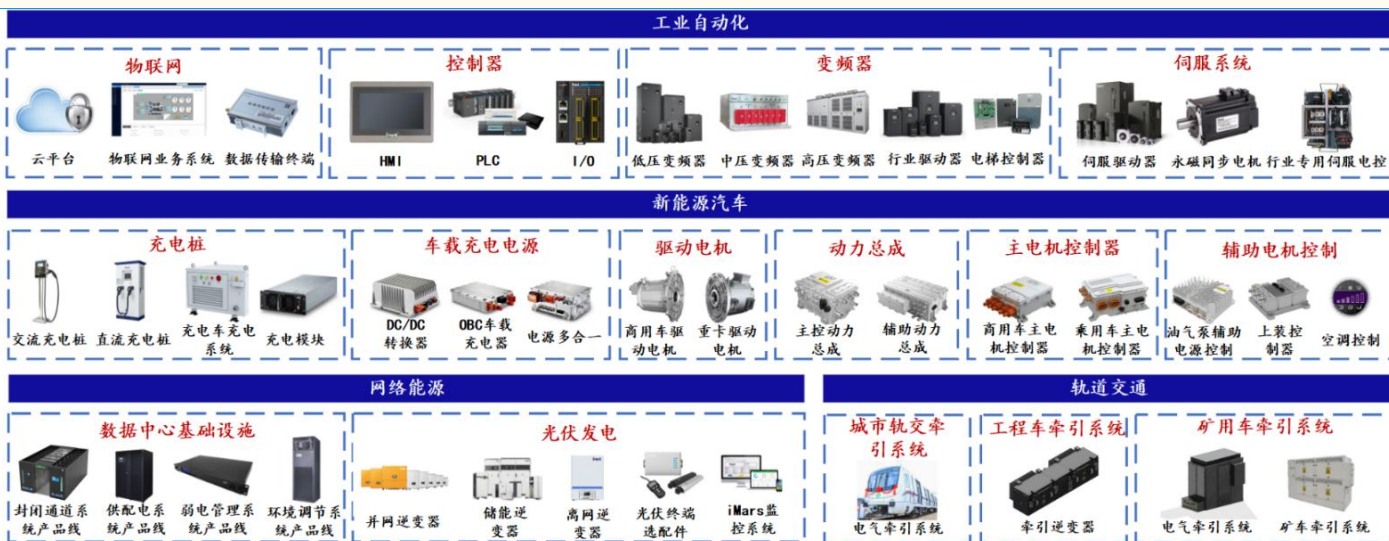 工业自动化
物联网
云平台
物联网业务系统
数据传输终端
控制器
HMI
PLC
I/O
变频器
低压变频器
中压变频器
高压变频器
行业驱动器
电梯控制器
伺服系统
伺服驱动器
永磁同步电机
行业专用伺服电控
新能源汽车
充电桩
交流充电桩
直流充电桩
充电车充电
系统
充电模块
车载充电电源
DC/DC
转换器
OBC车载
充电器
电源多合一
驱动电机
商用车驱
动电机
重卡驱动
电机
动力总成
主控动力
总成
辅助动力
总成
主电机控制器
商用车主电
机控制器
乘用车主电
机控制器
辅助电机控制
油气泵辅助
电源控制
上装控
制器
空调控制
网络能源
数据中心基础设施
封闭通道系
统产品线
供配电系
统产品线
弱电管理系
统产品线
环境调节系
统产品线
光伏发电
并网逆变器
储能逆
变器
离网逆
变器
光伏终端
选配件
iMars监
控系统
轨道交通
城市轨交牵
引系统
电气牵引系统
工程车牵引系统
牵引逆变器
矿用车牵引系统
电气牵引系统
矿车牵引系统